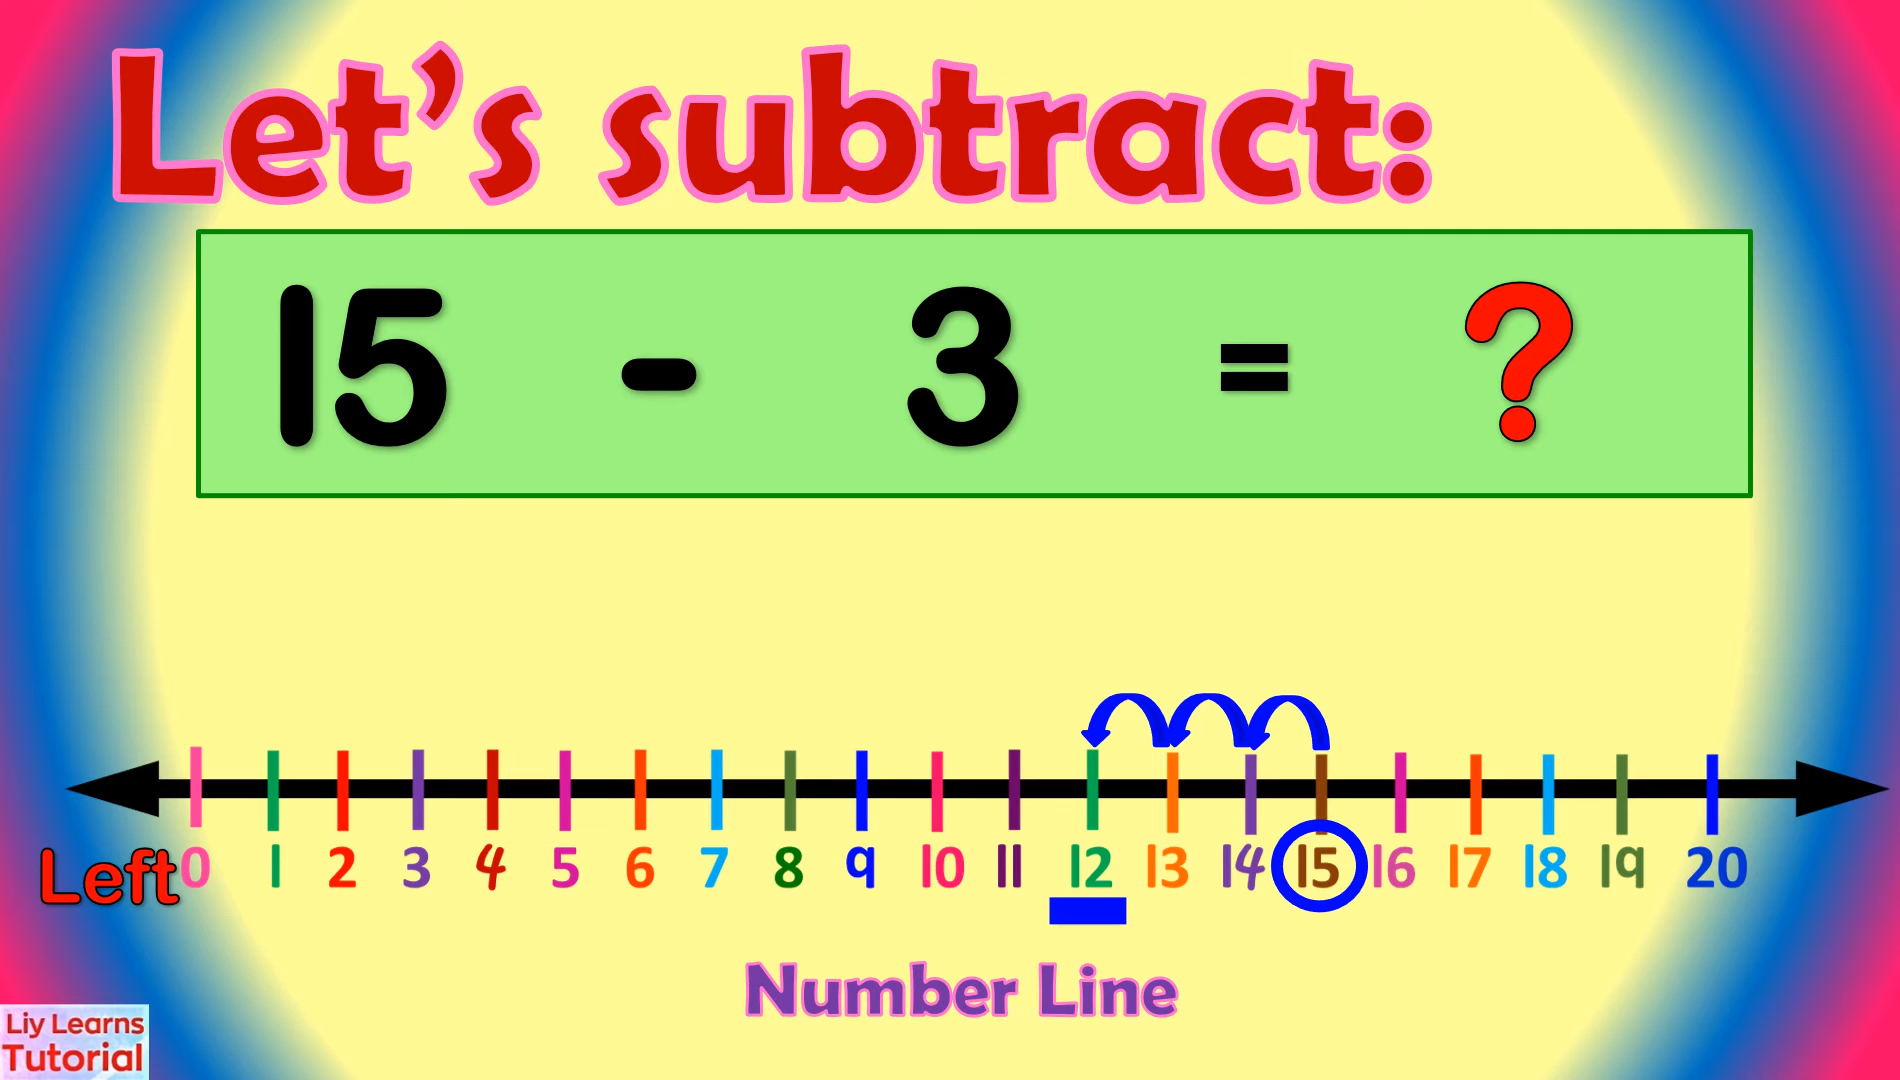 Let's subtract:
15 - 3 = ?
Left 0 1 2 3 4 5 6 7 8 9 10 11 12 13 14 15 16 17 18 19 20
Number Line
Liy Learns
Tutorial